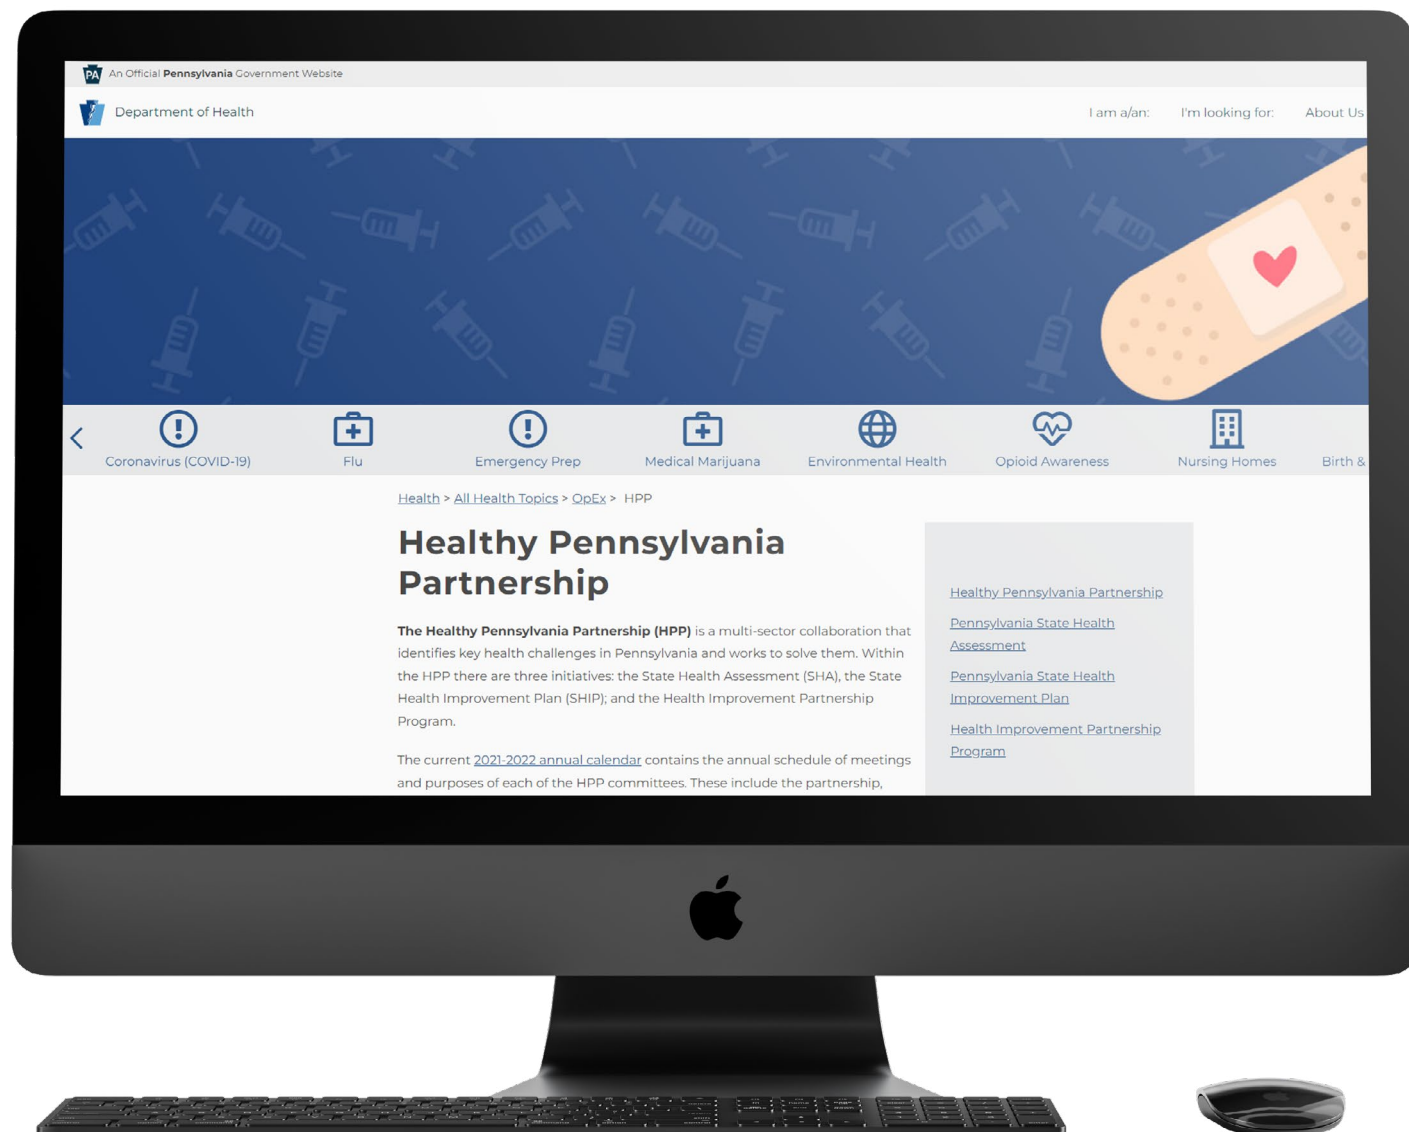 PA An Official Pennsylvania Government Website
Department of Health
I am a/an: I'm looking for: About Us
Coronavirus (COVID-19) Flu Emergency Prep Medical Marijuana Environmental Health Opioid Awareness Nursing Homes Birth &
Health > All Health Topics > OpEx > HPP
Healthy Pennsylvania
Partnership
The Healthy Pennsylvania Partnership (HPP) is a multi-sector collaboration that
identifies key health challenges in Pennsylvania and works to solve them. Within
the HPP there are three initiatives: the State Health Assessment (SHA), the State
Health Improvement Plan (SHIP); and the Health Improvement Partnership
Program.
The current 2021-2022 annual calendar contains the annual schedule of meetings
and purposes of each of the HPP committees. These include the partnership,
Healthy Pennsylvania Partnership
Pennsylvania State Health
Assessment
Pennsylvania State Health
Improvement Plan
Health Improvement Partnership
Program